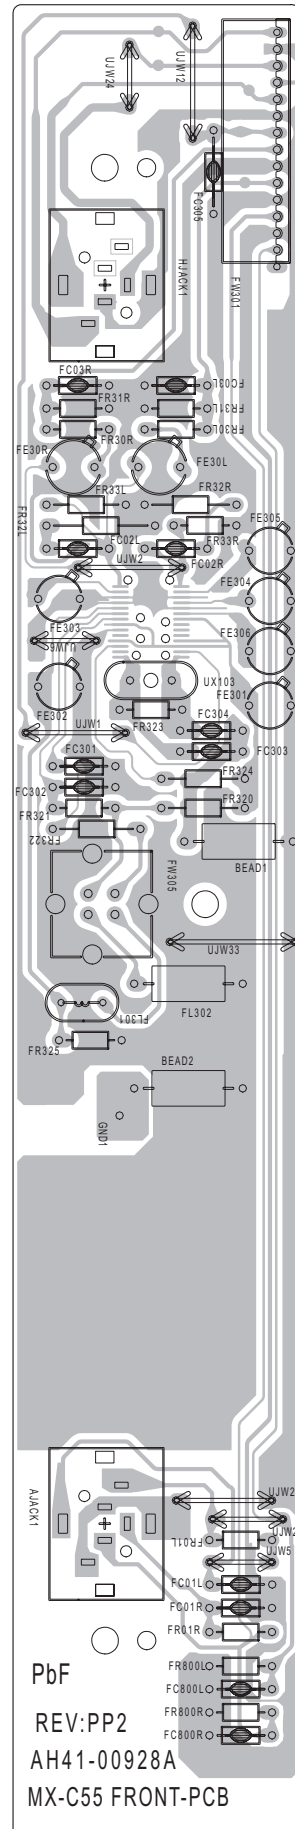 UJW24
UJW12
FC305
HJACK1
FW301
FC03R
FC03L
FR31R
FR31L
FR30R
FR30L
FE30R
FE30L
FR33L
FR32R
FR32L
FE305
FC02L
FR33R
FC02R
UJW2
FE304
FE303
FE306
UJW6
UX103
FE301
FE302
FR323
FC304
UJW1
FC301
FC303
FC302
FR324
FR321
FR320
FR322
BEAD1
FW305
UJW33
FL301
FL302
FR325
BEAD2
GND1
AJACK1
UJW2
UJW2
FR01L
UJW5
FC01L
FC01R
FR01R
FR800L
FC800L
FR800R
FC800R
PbF
REV:PP2
AH41-00928A
MX-C55 FRONT-PCB